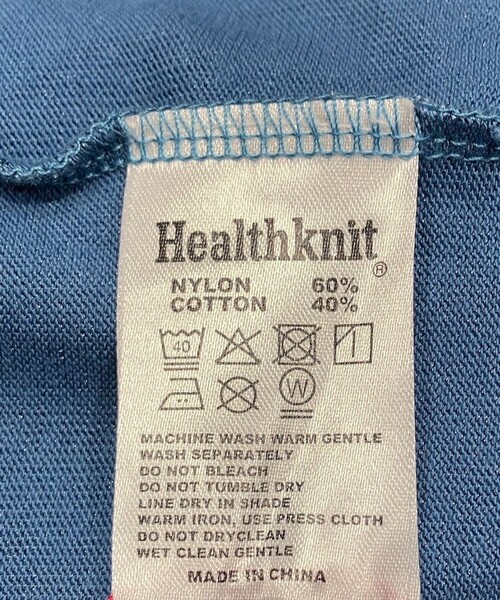 Healthknit®
NYLON 60%
COTTON 40%
40
W
MACHINE WASH WARM GENTLE
WASH SEPARATELY
DO NOT BLEACH
DO NOT TUMBLE DRY
LINE DRY IN SHADE
WARM IRON, USE PRESS CLOTH
DO NOT DRYCLEAN
WET CLEAN GENTLE
MADE IN CHINA